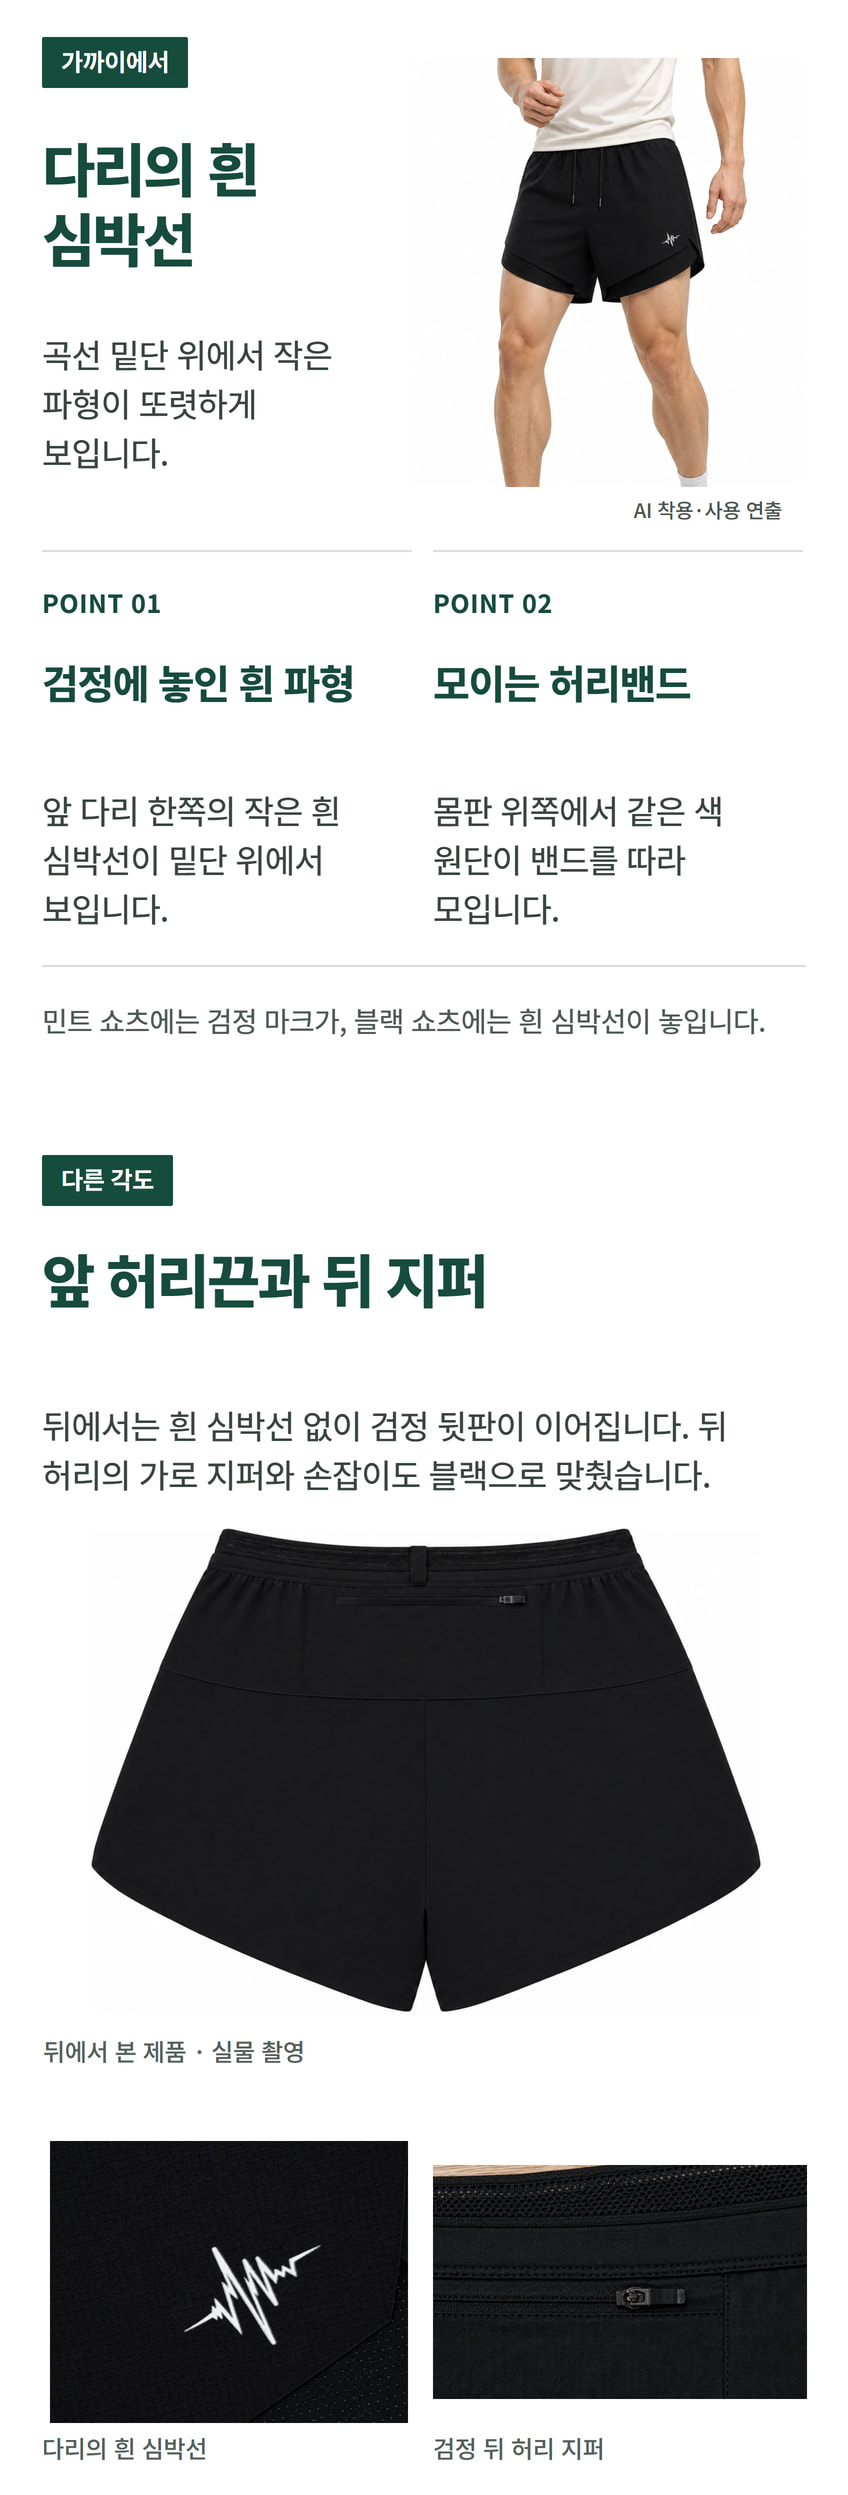 가까이에서
다리의 흰
심박선
곡선 밑단 위에서 작은
파형이 또렷하게
보입니다.
AI 착용·사용 연출
POINT 01
검정에 놓인 흰 파형
앞 다리 한쪽의 작은 흰
심박선이 밑단 위에서
보입니다.
POINT 02
모이는 허리밴드
몸판 위쪽에서 같은 색
원단이 밴드를 따라
모입니다.
민트 쇼츠에는 검정 마크가, 블랙 쇼츠에는 흰 심박선이 놓입니다.
다른 각도
앞 허리끈과 뒤 지퍼
뒤에서는 흰 심박선 없이 검정 뒷판이 이어집니다. 뒤
허리의 가로 지퍼와 손잡이도 블랙으로 맞췄습니다.
뒤에서 본 제품 · 실물 촬영
다리의 흰 심박선
검정 뒤 허리 지퍼